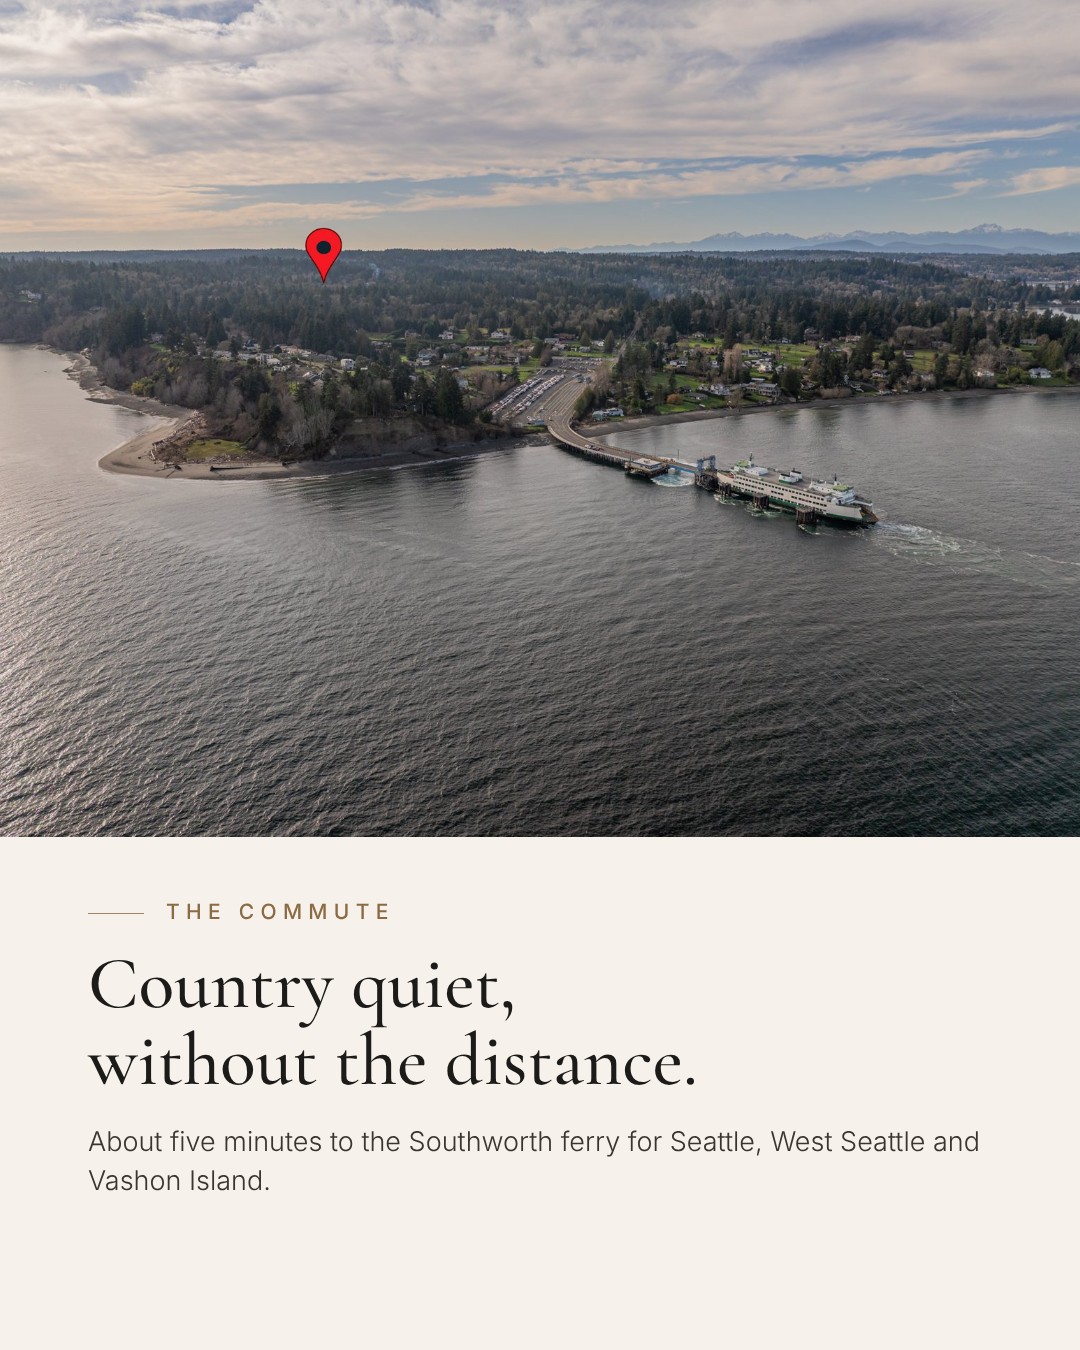 THE COMMUTE
Country quiet,
without the distance.
About five minutes to the Southworth ferry for Seattle, West Seattle and
Vashon Island.